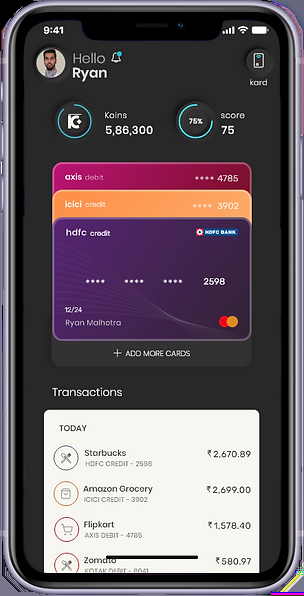 9:41
Hello
Ryan
kard
Koins
5,86,300
75%
score
75
axis debit •••• 4785
icici credit •••• 3902
hdfc credit HDFC BANK
•••• •••• •••• 2598
12/24
Ryan Malhotra
+ ADD MORE CARDS
Transactions
TODAY
Starbucks ₹2,670.89
HDFC CREDIT - 2598
Amazon Grocery ₹2,699.00
ICICI CREDIT - 3902
Flipkart ₹1,578.40
AXIS DEBIT - 4785
Zomato ₹580.97
KOTAK DEBIT - 8041